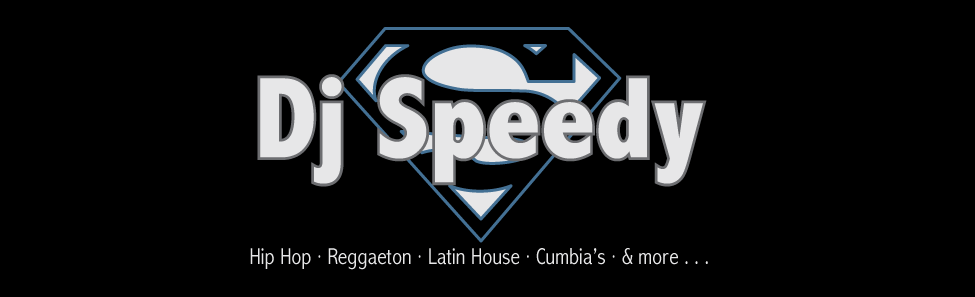 Dj Speedy
Hip Hop · Reggaeton · Latin House · Cumbia's · & more . . .